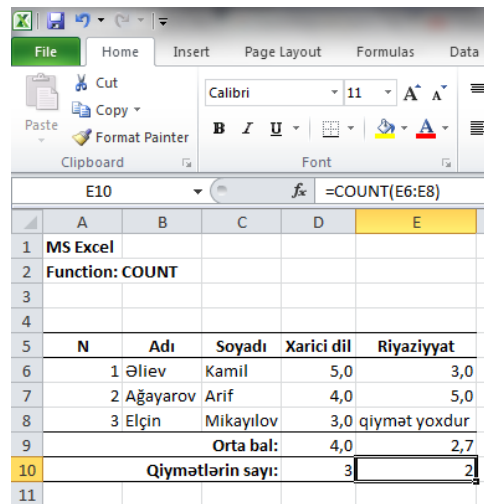 File Home Insert Page Layout Formulas Data
Cut
Copy
Paste
Format Painter
Calibri 11 A A
B I U A
Clipboard Font
E10 fx =COUNT(E6:E8)
A B C D E
1 MS Excel
2 Function: COUNT
3
4
5 N Adı Soyadı Xarici dil Riyaziyyat
6 1 Əliev Kamil 5,0 3,0
7 2 Ağayarov Arif 4,0 5,0
8 3 Elçin Mikayılov 3,0 qiymət yoxdur
9 Orta bal: 4,0 2,7
10 Qiymətlərin sayı: 3 2
11